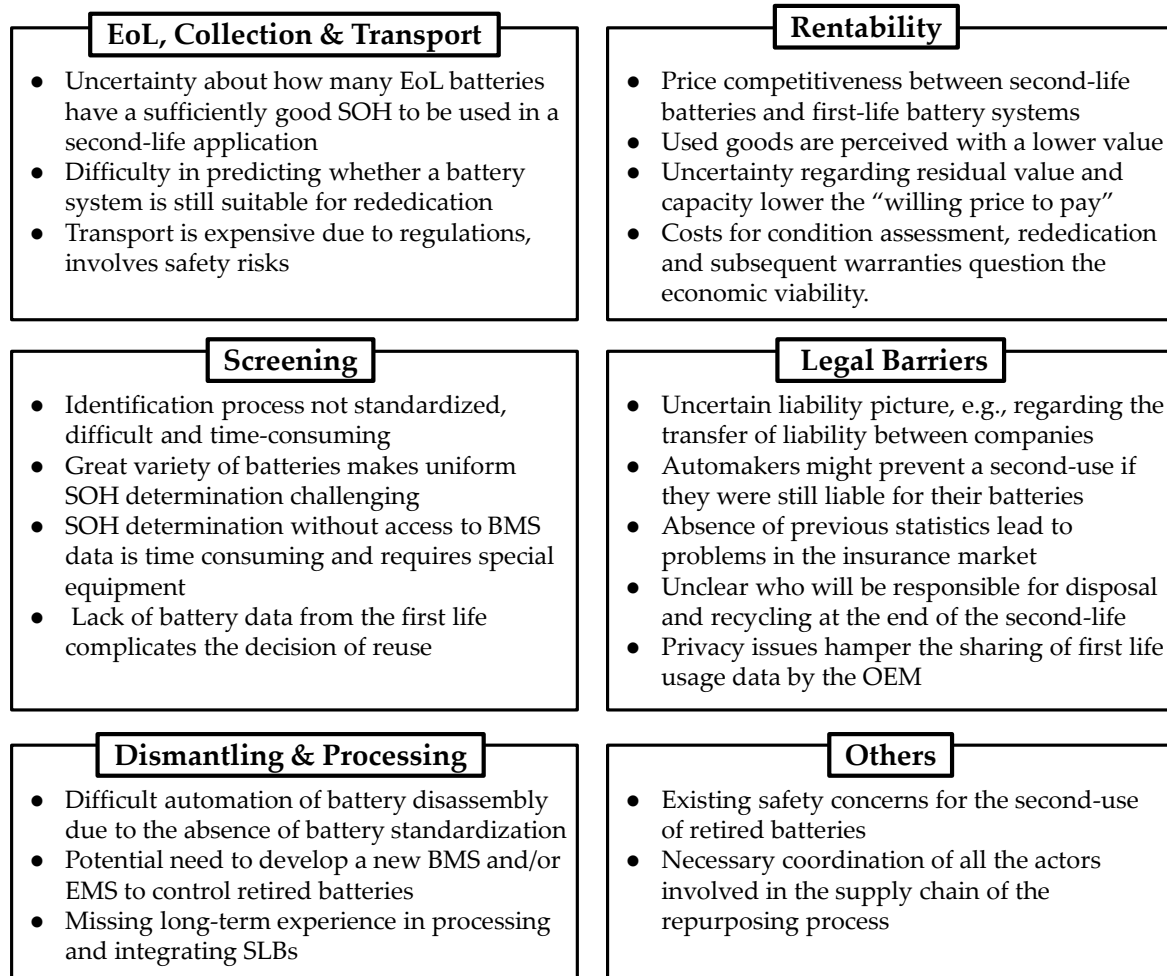 EoL, Collection & Transport
● Uncertainty about how many EoL batteries
have a sufficiently good SOH to be used in a
second-life application
● Difficulty in predicting whether a battery
system is still suitable for rededication
● Transport is expensive due to regulations,
involves safety risks
Rentability
● Price competitiveness between second-life
batteries and first-life battery systems
● Used goods are perceived with a lower value
● Uncertainty regarding residual value and
capacity lower the “willing price to pay”
● Costs for condition assessment, rededication
and subsequent warranties question the
economic viability.
Screening
● Identification process not standardized,
difficult and time-consuming
● Great variety of batteries makes uniform
SOH determination challenging
● SOH determination without access to BMS
data is time consuming and requires special
equipment
● Lack of battery data from the first life
complicates the decision of reuse
Legal Barriers
● Uncertain liability picture, e.g., regarding the
transfer of liability between companies
● Automakers might prevent a second-use if
they were still liable for their batteries
● Absence of previous statistics lead to
problems in the insurance market
● Unclear who will be responsible for disposal
and recycling at the end of the second-life
● Privacy issues hamper the sharing of first life
usage data by the OEM
Dismantling & Processing
● Difficult automation of battery disassembly
due to the absence of battery standardization
● Potential need to develop a new BMS and/or
EMS to control retired batteries
● Missing long-term experience in processing
and integrating SLBs
Others
● Existing safety concerns for the second-use
of retired batteries
● Necessary coordination of all the actors
involved in the supply chain of the
repurposing process